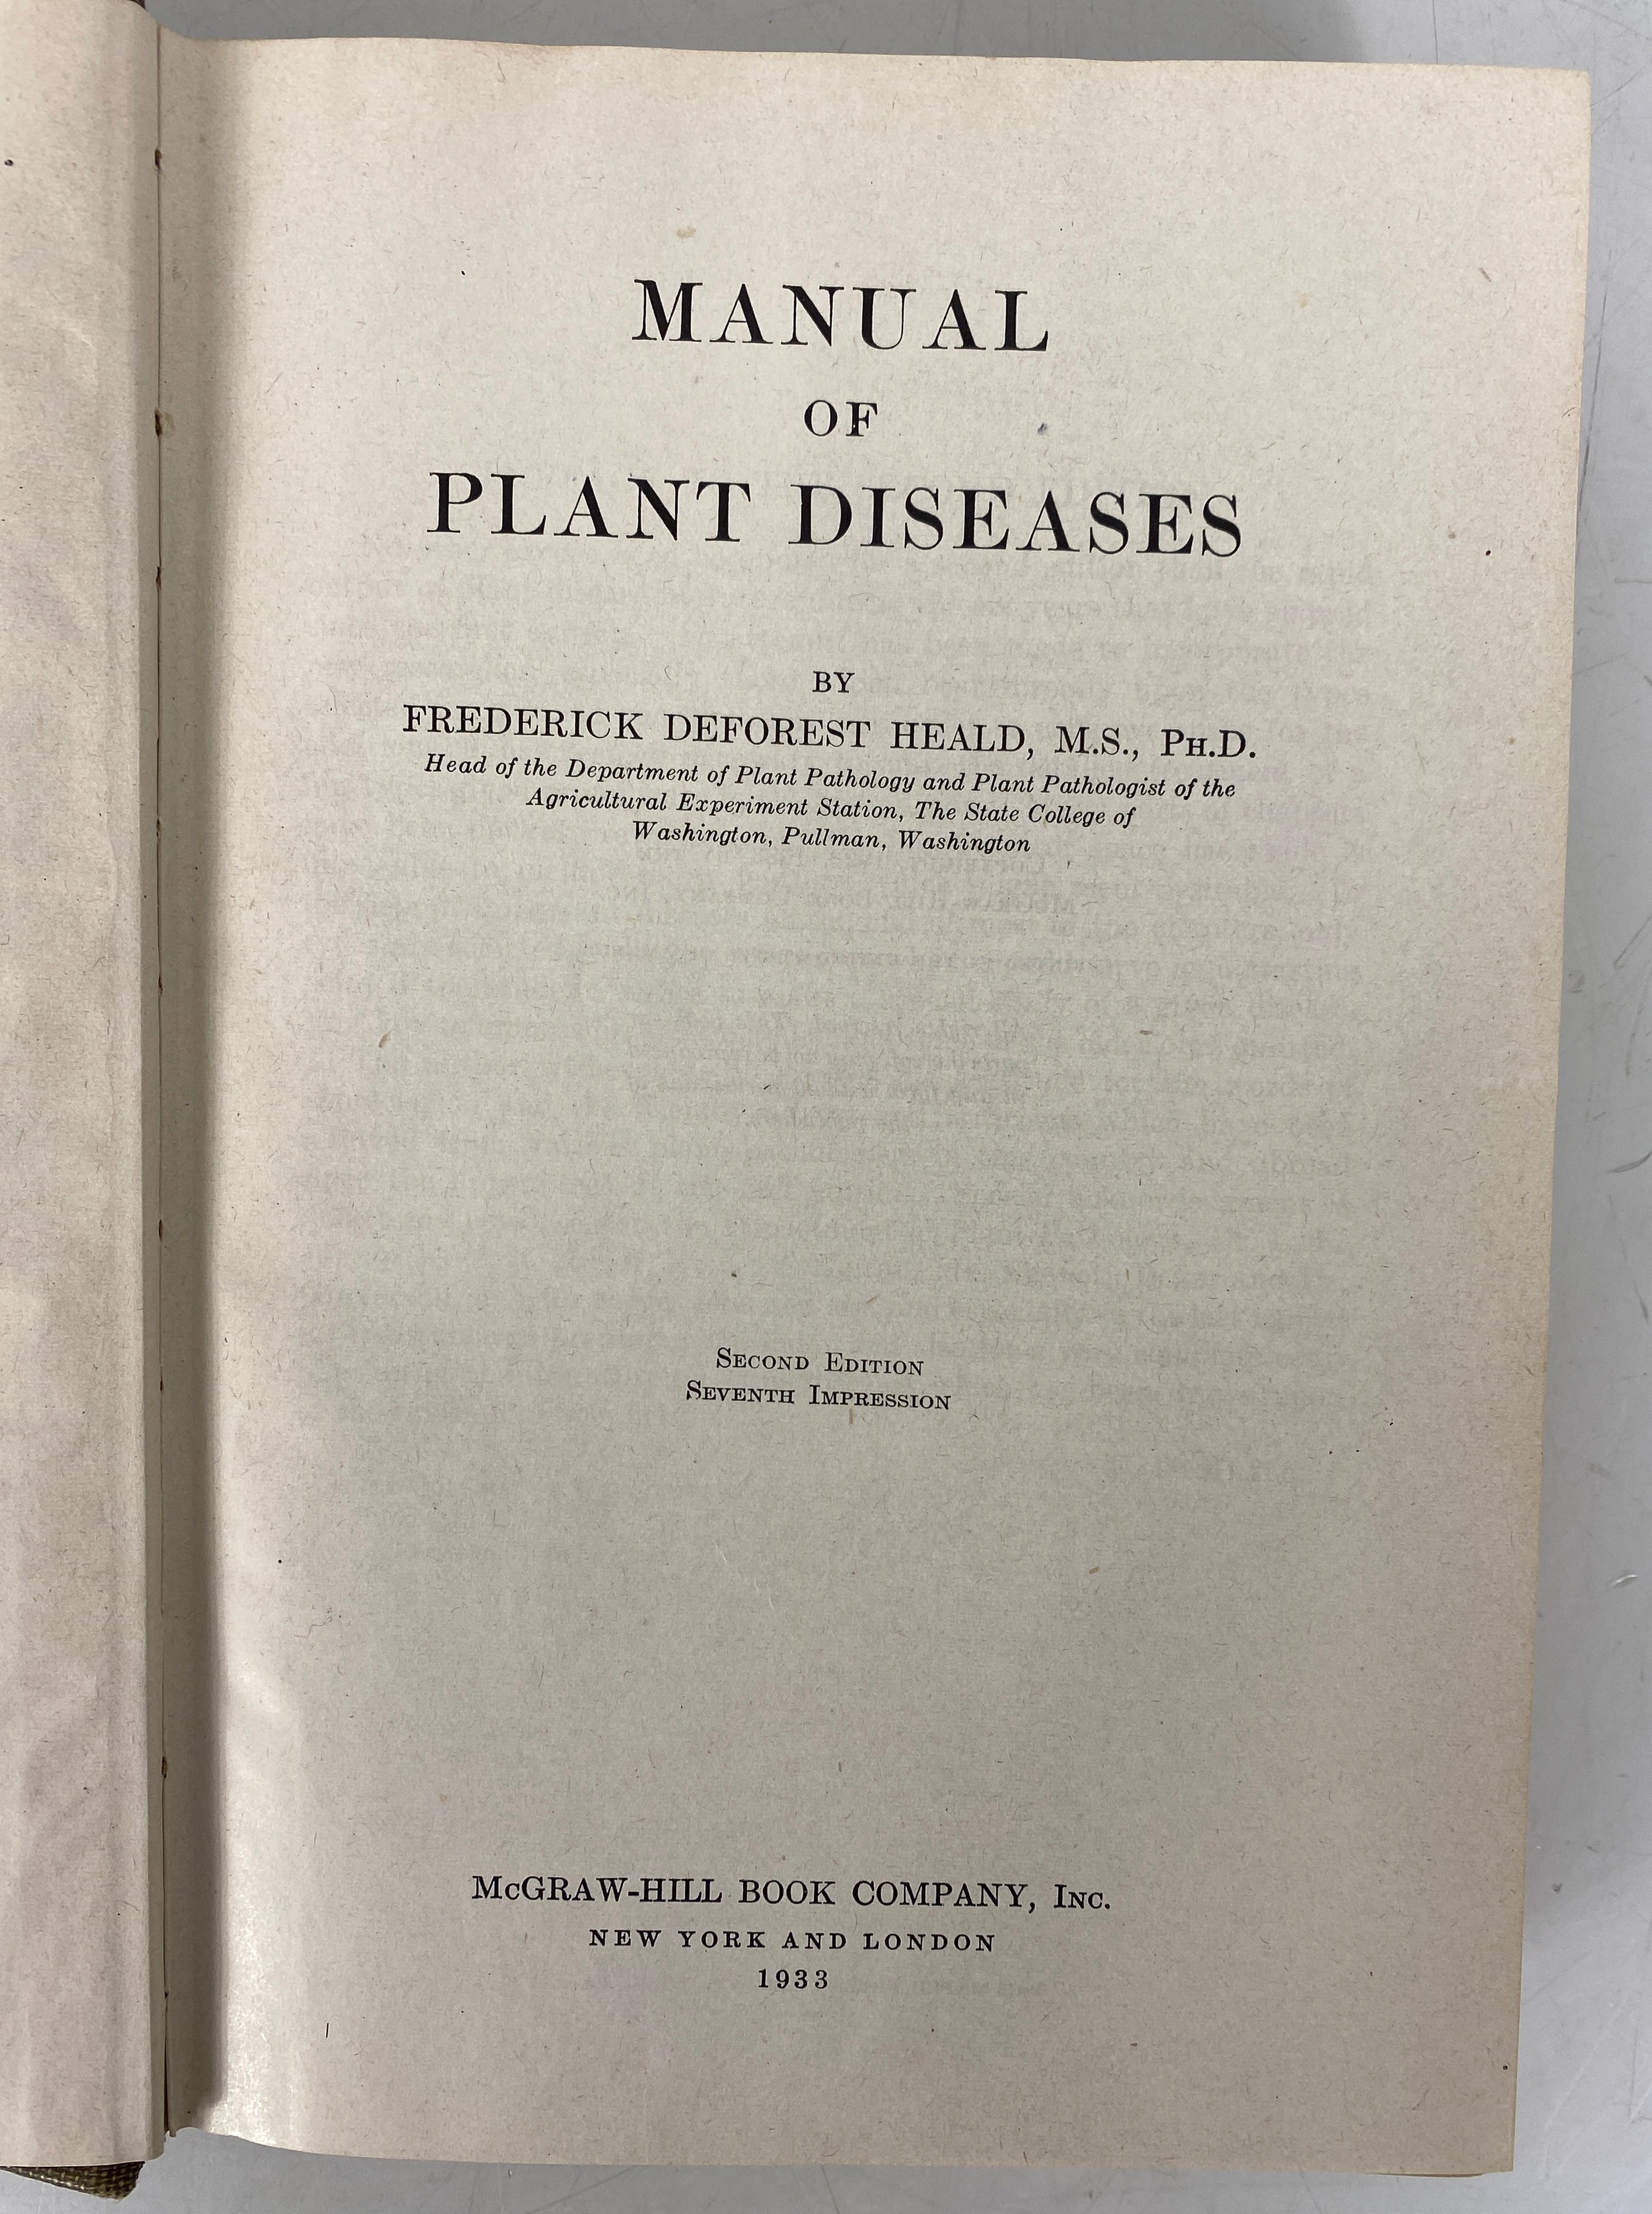 MANUAL
OF
PLANT DISEASES
BY
FREDERICK DEFOREST HEALD, M.S., PH.D.
Head of the Department of Plant Pathology and Plant Pathologist of the
Agricultural Experiment Station, The State College of
Washington, Pullman, Washington
SECOND EDITION
SEVENTH IMPRESSION
McGRAW-HILL BOOK COMPANY, INC.
NEW YORK AND LONDON
1933